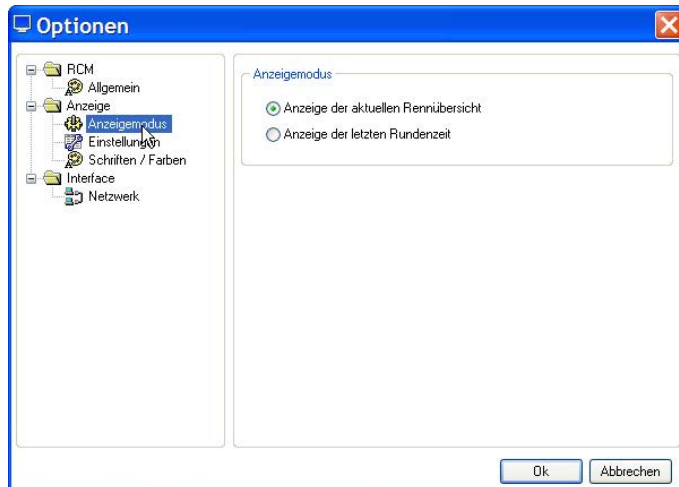 Optionen
RCM
Allgemein
Anzeige
Anzeigemodus
Einstellungen
Schriften / Farben
Interface
Netzwerk
Anzeigemodus
Anzeige der aktuellen Rennübersicht
Anzeige der letzten Rundenzeit
Ok
Abbrechen